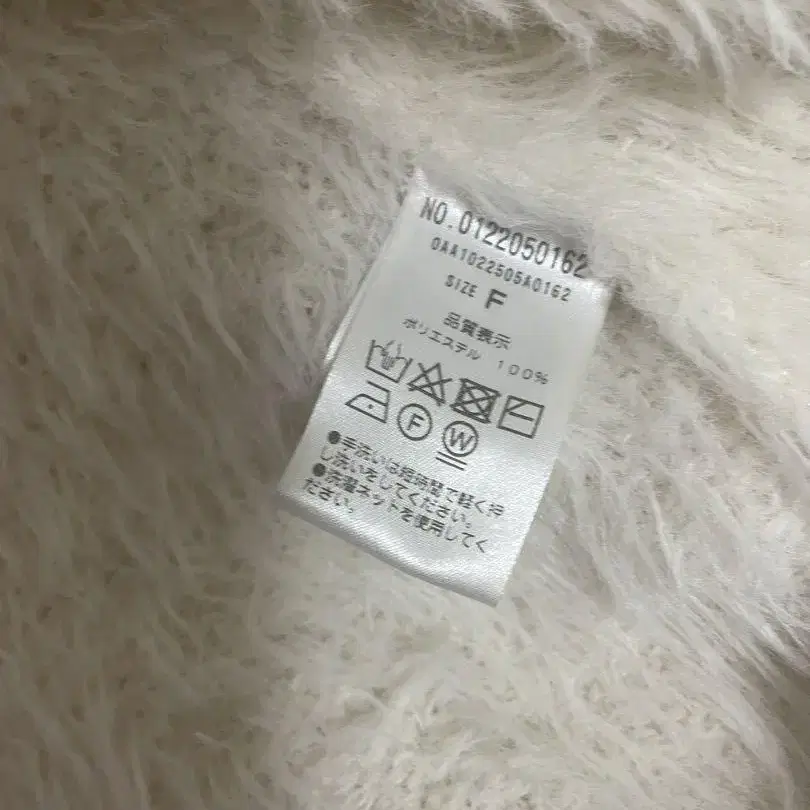 NO.0122050162
0AA1022505A0162
SIZE F
品質表示
ポリエステル 100%
F W
●手洗いは短時間で軽く押
し洗いをしてください。
●洗濯ネットを使用してく
ださい。